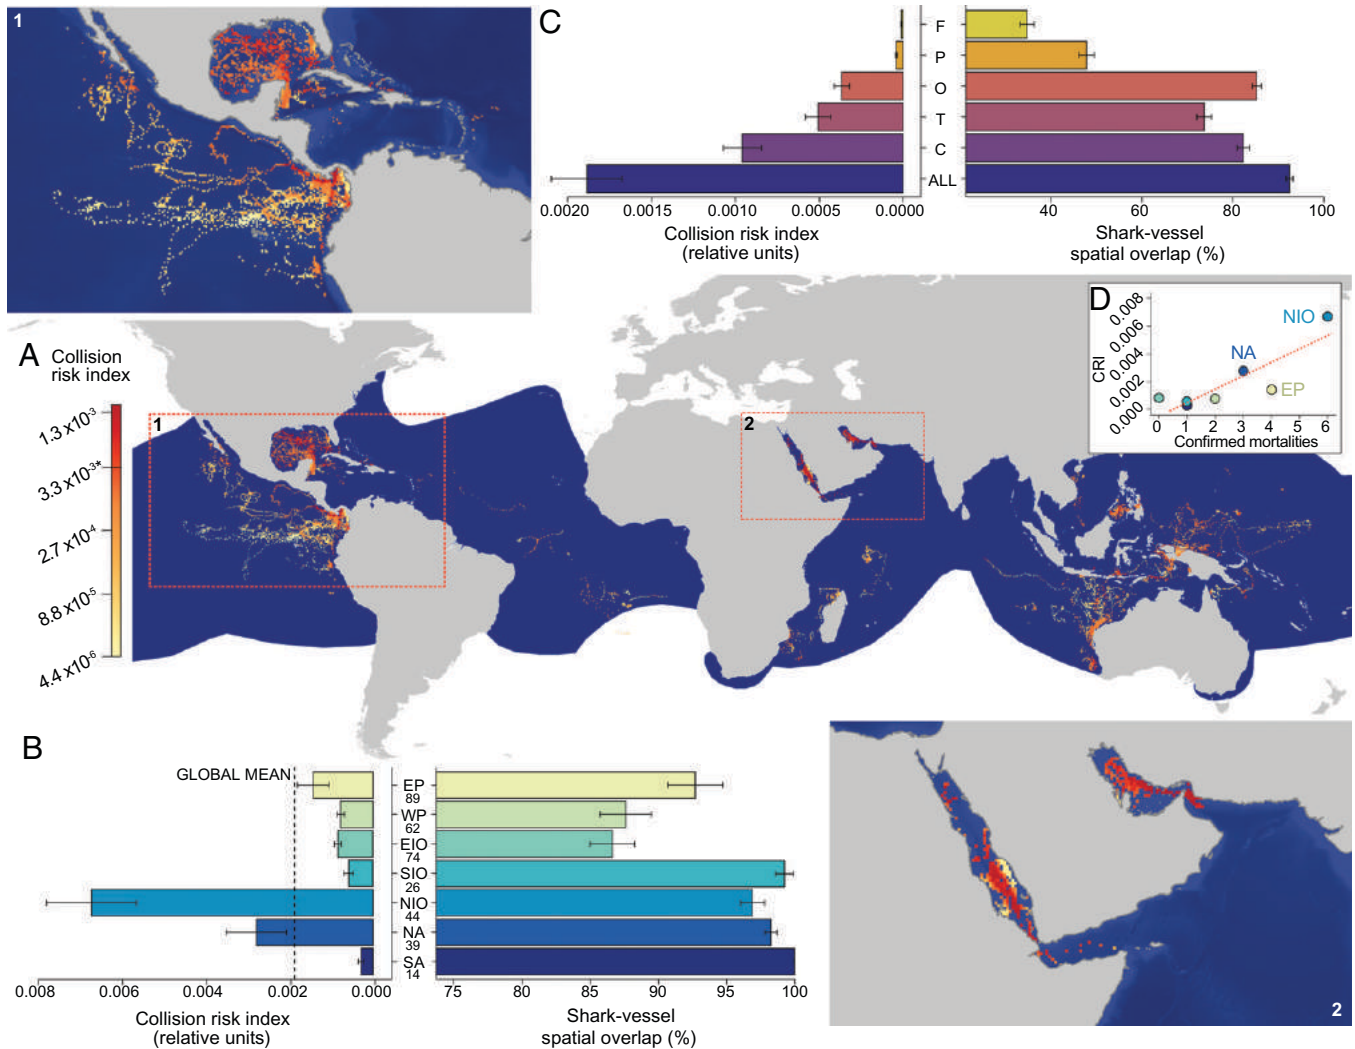 1
C
F
P
O
T
C
ALL
0.0020 0.0015 0.0010 0.0005 0.0000
Collision risk index
(relative units)
40 60 80 100
Shark-vessel
spatial overlap (%)
A
Collision
risk index
1.3 x10-3
3.3x10-3*
2.7 x10-4
8.8 x10-5
4.4 x10-6
1
2
D
0.008
0.006
0.004
0.002
0.000
CRI
NIO
NA
EP
0 1 2 3 4 5 6
Confirmed mortalities
B
GLOBAL MEAN
EP
89
WP
62
EIO
74
SIO
26
NIO
44
NA
39
SA
14
0.008 0.006 0.004 0.002 0.000
Collision risk index
(relative units)
75 80 85 90 95 100
Shark-vessel
spatial overlap (%)
2